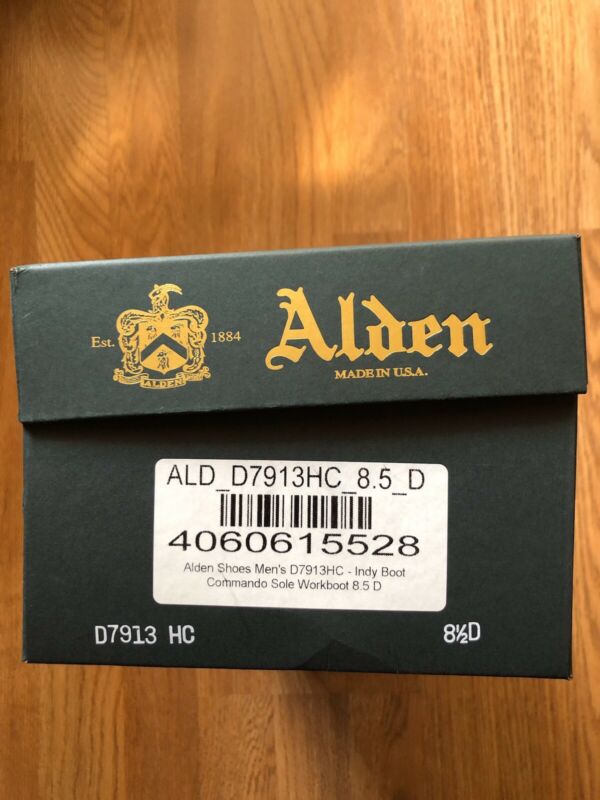 Est. 1884
ALDEN
Alden
MADE IN U.S.A.
ALD_D7913HC_8.5_D
4060615528
Alden Shoes Men's D7913HC - Indy Boot
Commando Sole Workboot 8.5 D
D7913 HC 8½D